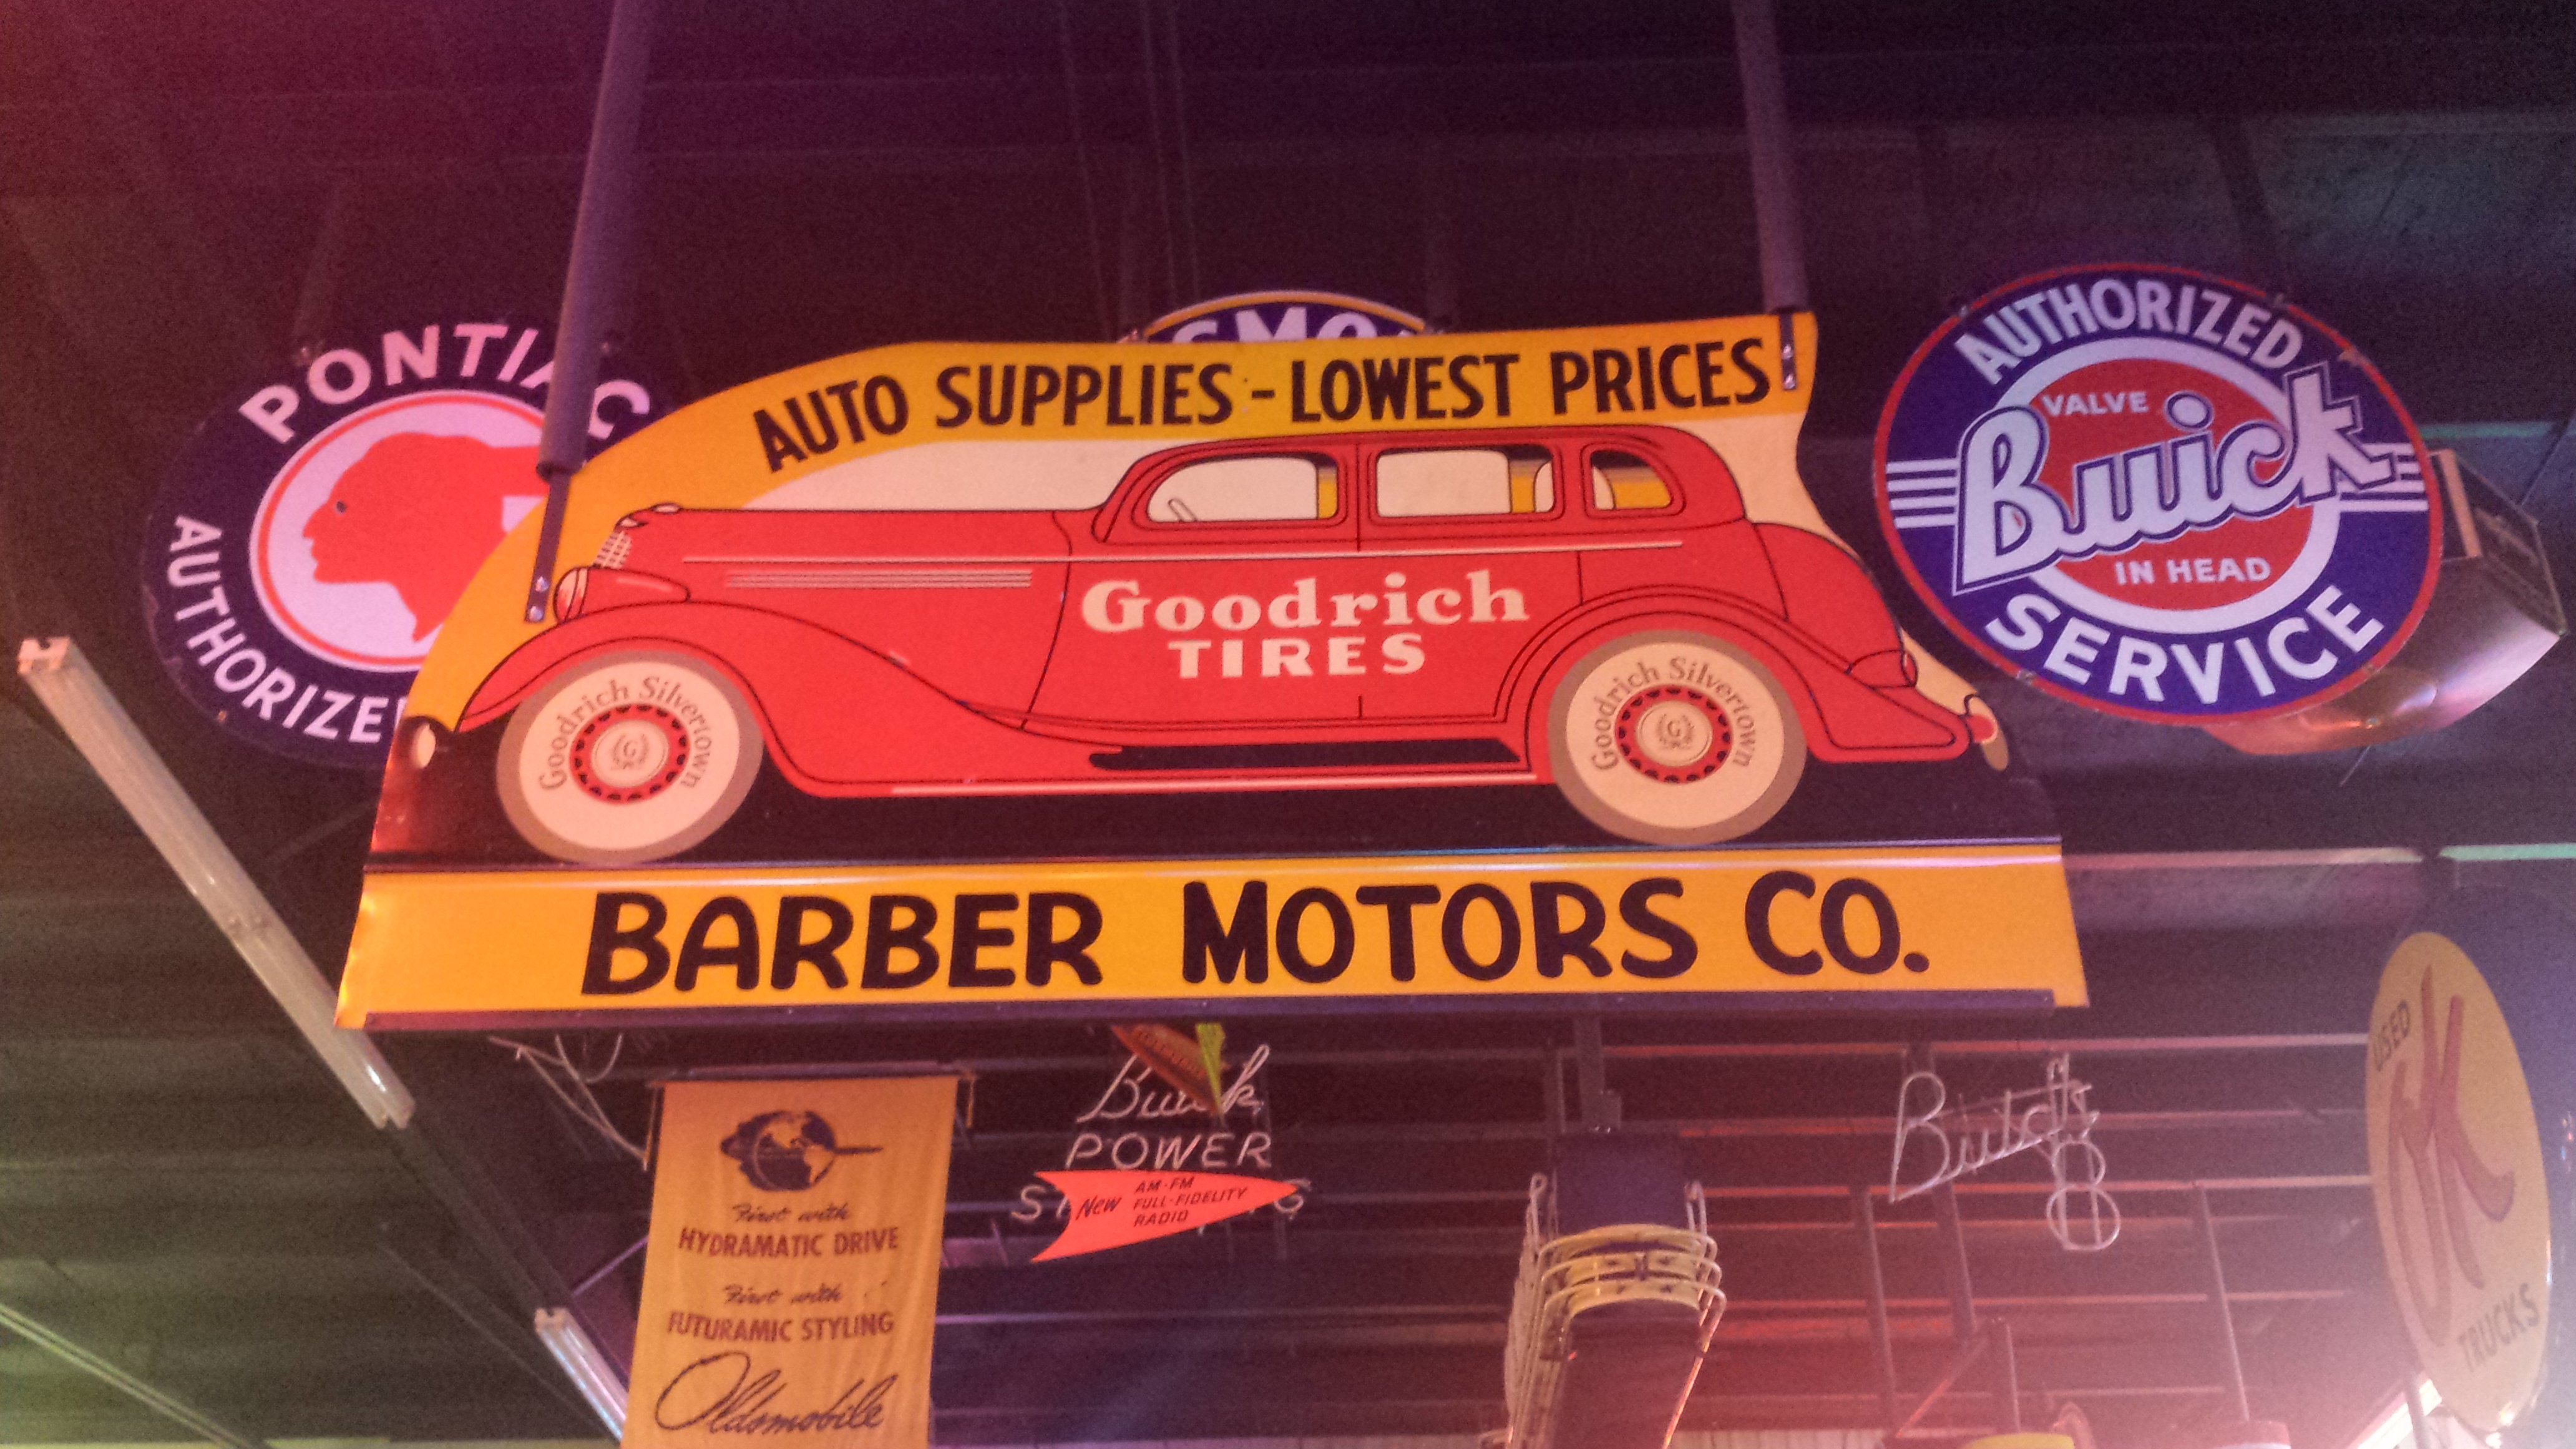 PONTIAC
AUTHORIZE
AUTO SUPPLIES - LOWEST PRICES
Goodrich
TIRES
Goodrich Silvertown
G
Goodrich Silvertown
G
BARBER MOTORS CO.
AUTHORIZED
VALVE
Buick
IN HEAD
SERVICE
First with
HYDRAMATIC DRIVE
First with
FUTURAMIC STYLING
Oldsmobile
Buick
POWER
New AM-FM
FULL-FIDELITY
RADIO
Buick
8
USED
OK
TRUCKS